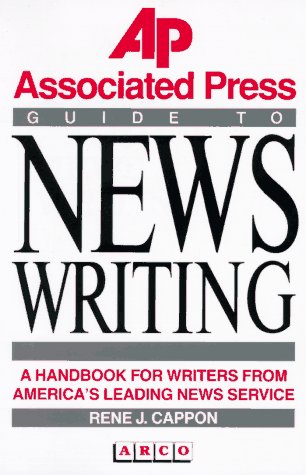 AP
Associated Press
GUIDE TO
NEWS
WRITING
A HANDBOOK FOR WRITERS FROM
AMERICA'S LEADING NEWS SERVICE
RENE J. CAPPON
ARCO